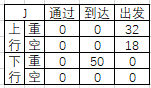 J 通过 到达 出发
上行 重 0 0 32
空 0 0 18
下行 重 0 50 0
空 0 0 0